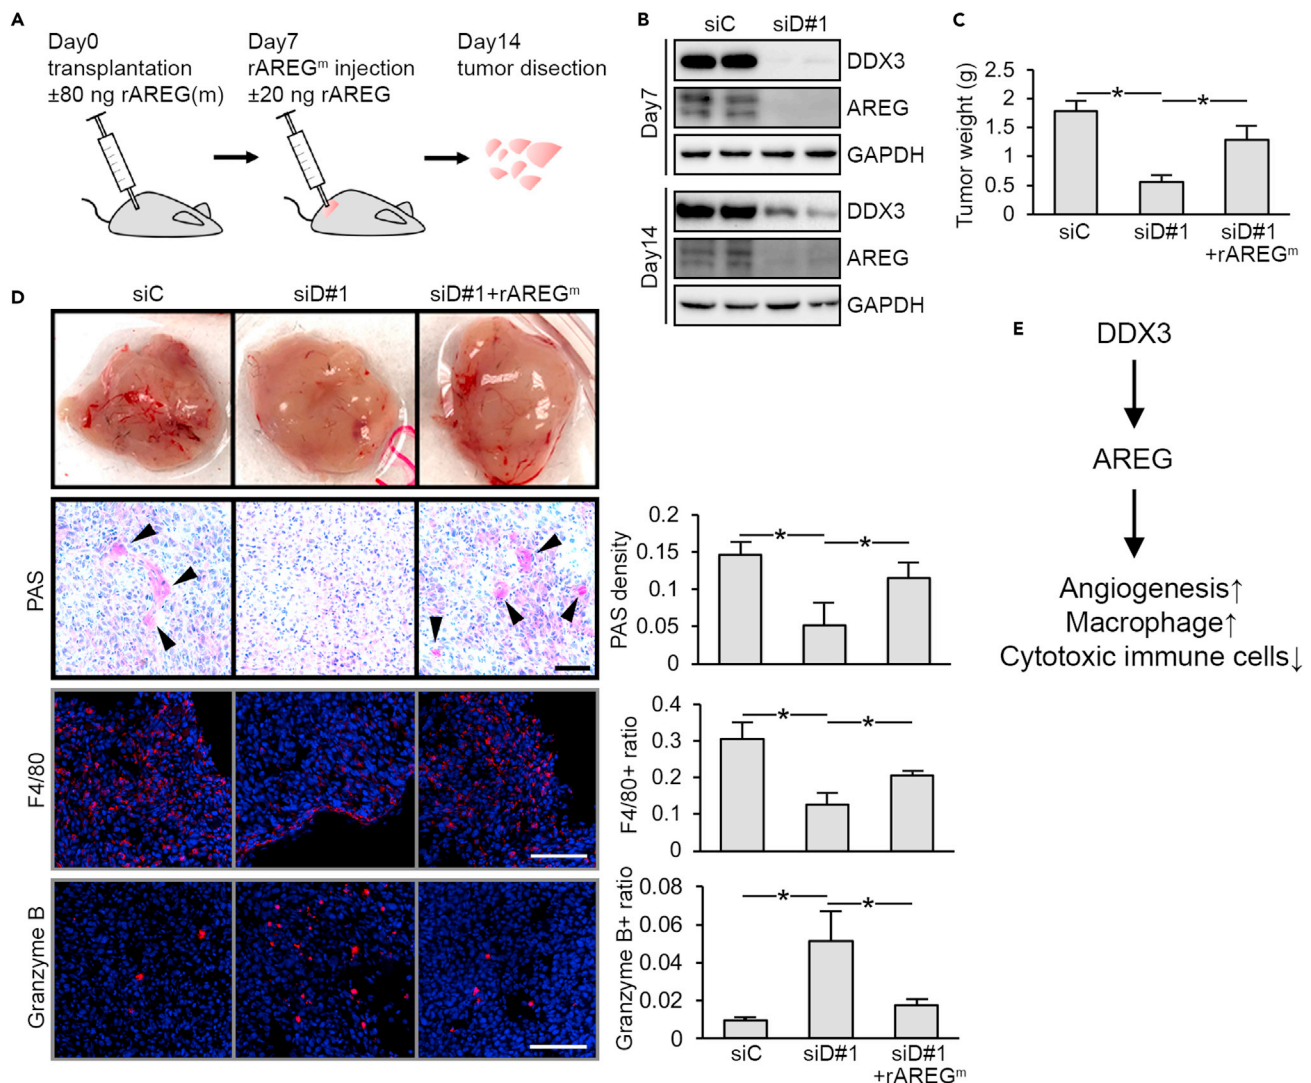 A
Day0
transplantation
±80 ng rAREG(m)
Day7
rAREGᵐ injection
±20 ng rAREG
Day14
tumor disection
B
siC siD#1
Day7
DDX3
AREG
GAPDH
Day14
DDX3
AREG
GAPDH
C
Tumor weight (g)
2.5
2
1.5
1
0.5
0
* *
siC siD#1 siD#1
+rAREGᵐ
D
siC siD#1 siD#1+rAREGᵐ
PAS
PAS density
0.2
0.15
0.1
0.05
0
* *
F4/80
F4/80+ ratio
0.4
0.3
0.2
0.1
0
* *
Granzyme B
Granzyme B+ ratio
0.08
0.06
0.04
0.02
0
* *
siC siD#1 siD#1
+rAREGᵐ
E
DDX3
AREG
Angiogenesis↑
Macrophage↑
Cytotoxic immune cells↓